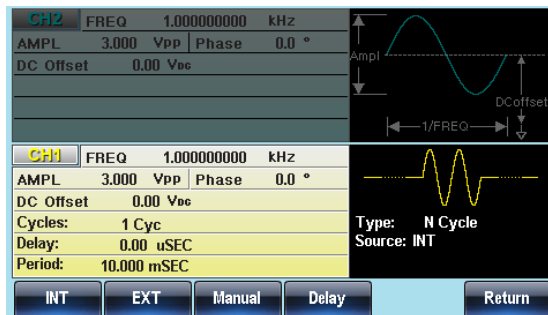 CH2 FREQ 1.000000000 kHz
AMPL 3.000 Vpp Phase 0.0 °
DC Offset 0.00 VDC
Ampl
DCoffset
1/FREQ
CH1 FREQ 1.000000000 kHz
AMPL 3.000 Vpp Phase 0.0 °
DC Offset 0.00 VDC
Cycles: 1 Cyc
Delay: 0.00 uSEC
Period: 10.000 mSEC
Type: N Cycle
Source: INT
INT EXT Manual Delay Return